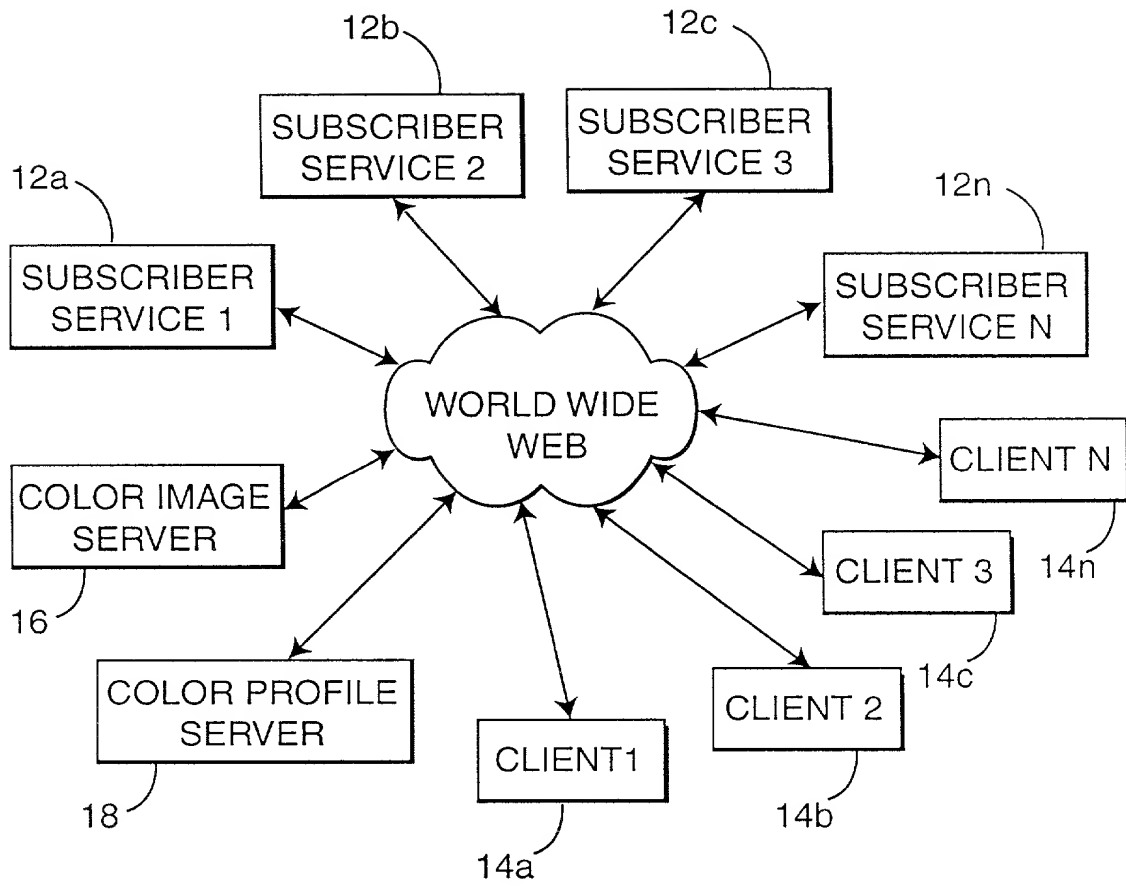 12b
12c
SUBSCRIBER
SERVICE 2
SUBSCRIBER
SERVICE 3
12a
12n
SUBSCRIBER
SERVICE 1
SUBSCRIBER
SERVICE N
WORLD WIDE
WEB
CLIENT N
COLOR IMAGE
SERVER
CLIENT 3
14n
16
COLOR PROFILE
SERVER
CLIENT 2
14c
CLIENT1
18
14b
14a